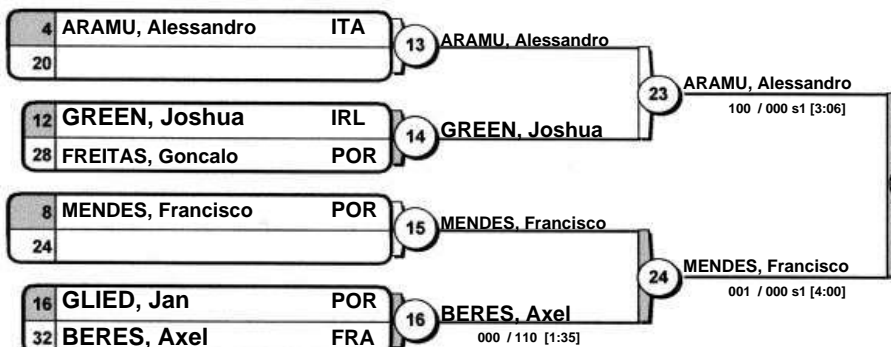 4 ARAMU, Alessandro ITA
20
13 ARAMU, Alessandro
12 GREEN, Joshua IRL
28 FREITAS, Goncalo POR
14 GREEN, Joshua
23 ARAMU, Alessandro
100 / 000 s1 [3:06]
8 MENDES, Francisco POR
24
15 MENDES, Francisco
16 GLIED, Jan POR
32 BERES, Axel FRA
16 BERES, Axel
000 / 110 [1:35]
24 MENDES, Francisco
001 / 000 s1 [4:00]